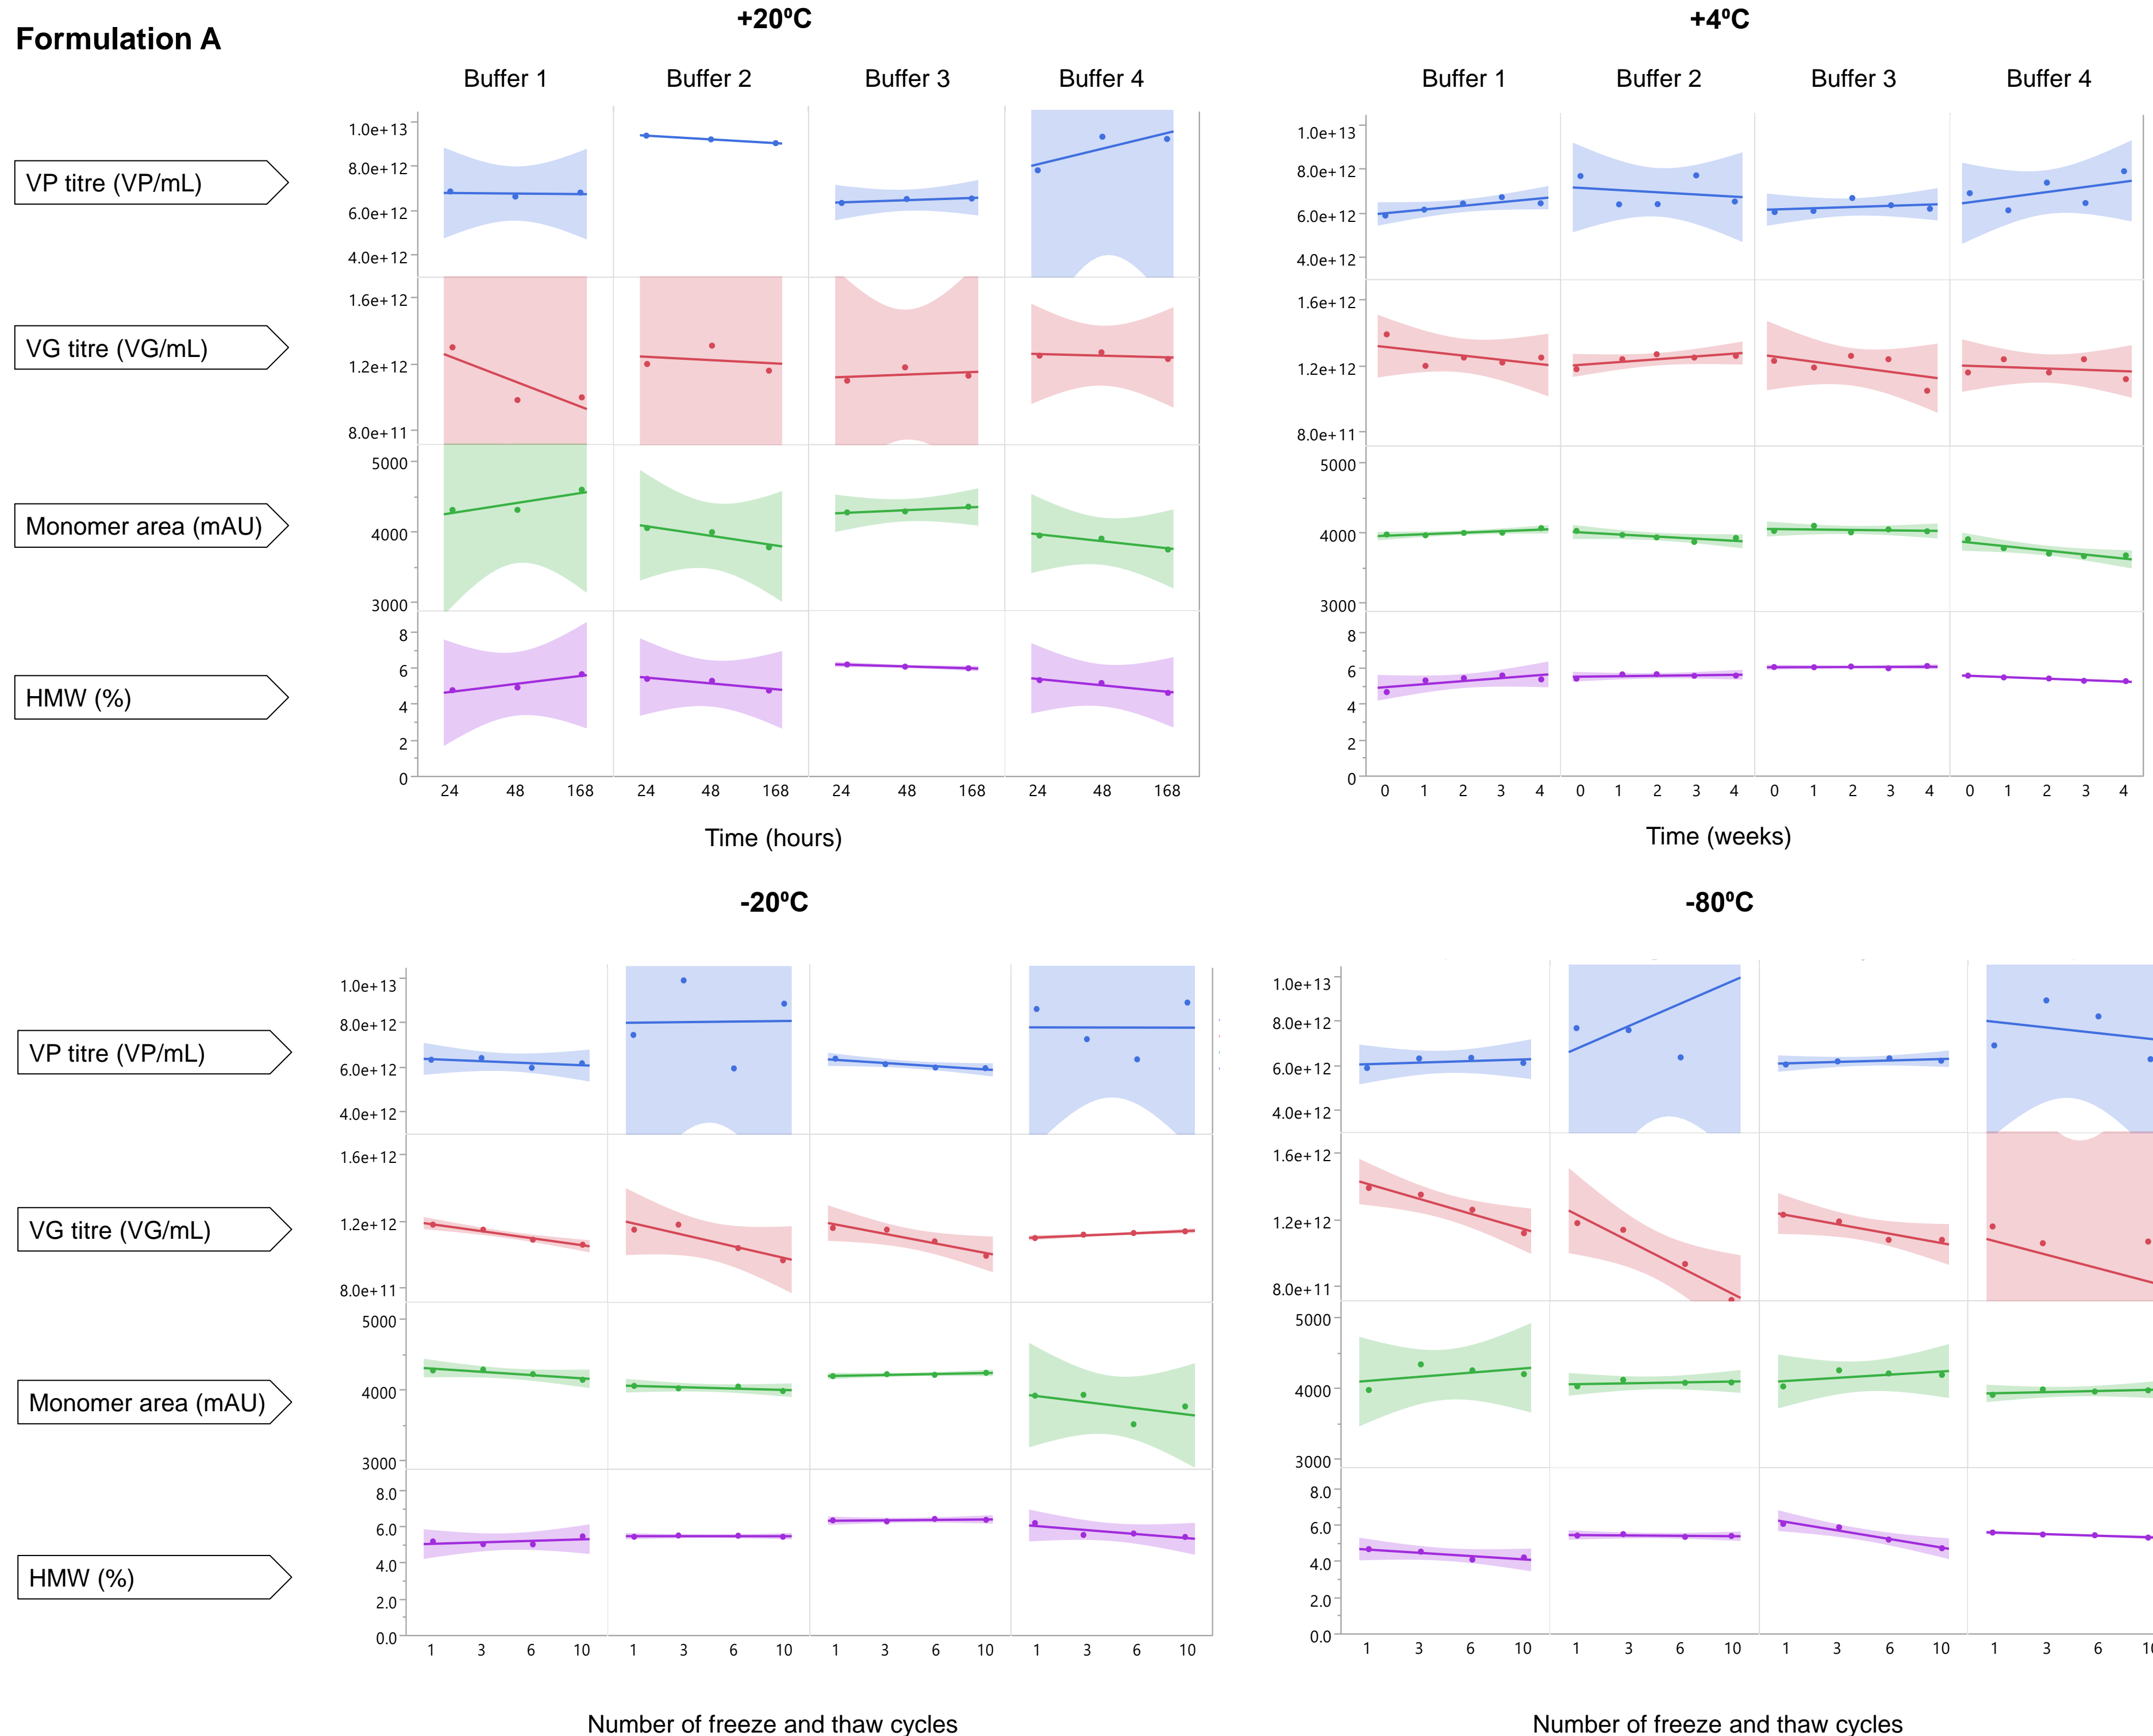 Formulation A
+20⁰C
Buffer 1 Buffer 2 Buffer 3 Buffer 4
VP titre (VP/mL)
1.0e+13
8.0e+12
6.0e+12
4.0e+12
VG titre (VG/mL)
1.6e+12
1.2e+12
8.0e+11
Monomer area (mAU)
5000
4000
3000
HMW (%)
8
6
4
2
0
24 48 168 24 48 168 24 48 168 24 48 168
Time (hours)
+4⁰C
Buffer 1 Buffer 2 Buffer 3 Buffer 4
1.0e+13
8.0e+12
6.0e+12
4.0e+12
1.6e+12
1.2e+12
8.0e+11
5000
4000
3000
8
6
4
2
0
0 1 2 3 4 0 1 2 3 4 0 1 2 3 4 0 1 2 3 4
Time (weeks)
-20⁰C
VP titre (VP/mL)
1.0e+13
8.0e+12
6.0e+12
4.0e+12
VG titre (VG/mL)
1.6e+12
1.2e+12
8.0e+11
Monomer area (mAU)
5000
4000
3000
HMW (%)
8.0
6.0
4.0
2.0
0.0
1 3 6 10 1 3 6 10 1 3 6 10 1 3 6 10
Number of freeze and thaw cycles
-80⁰C
1.0e+13
8.0e+12
6.0e+12
4.0e+12
1.6e+12
1.2e+12
8.0e+11
5000
4000
3000
8.0
6.0
4.0
2.0
0.0
1 3 6 10 1 3 6 10 1 3 6 10 1 3 6 10
Number of freeze and thaw cycles